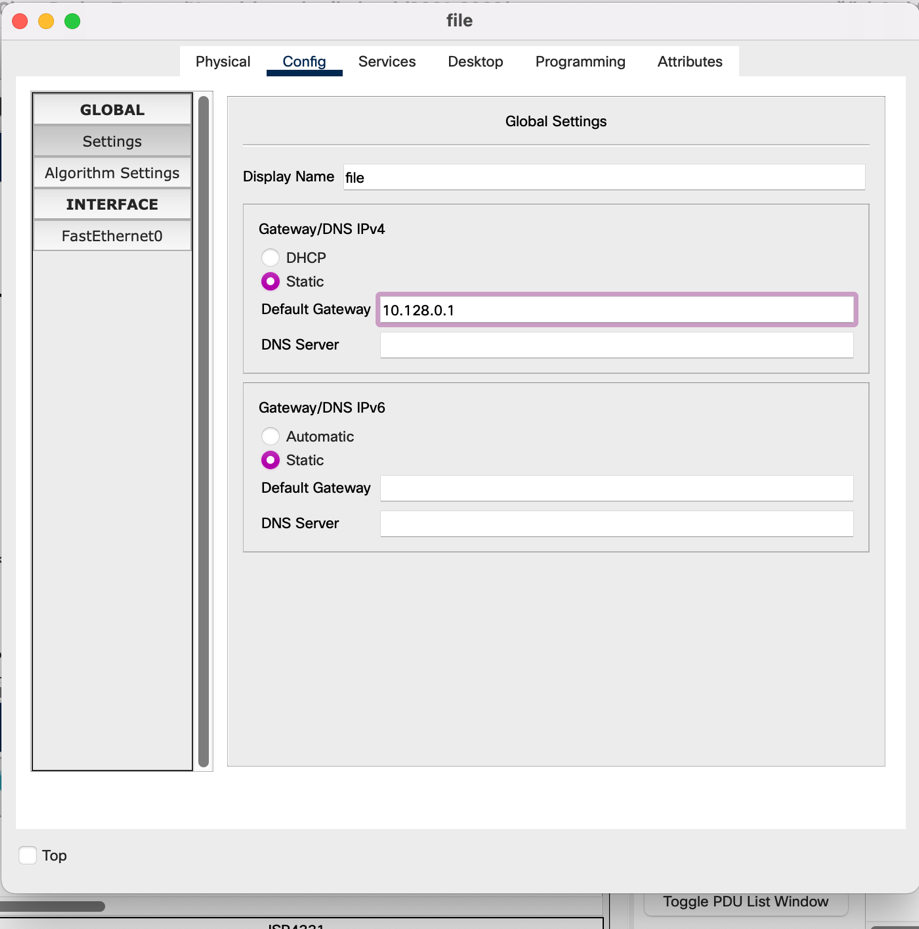 file
Physical Config Services Desktop Programming Attributes
GLOBAL
Settings
Algorithm Settings
INTERFACE
FastEthernet0
Global Settings
Display Name file
Gateway/DNS IPv4
DHCP
Static
Default Gateway 10.128.0.1
DNS Server
Gateway/DNS IPv6
Automatic
Static
Default Gateway
DNS Server
Top
Toggle PDU List Window